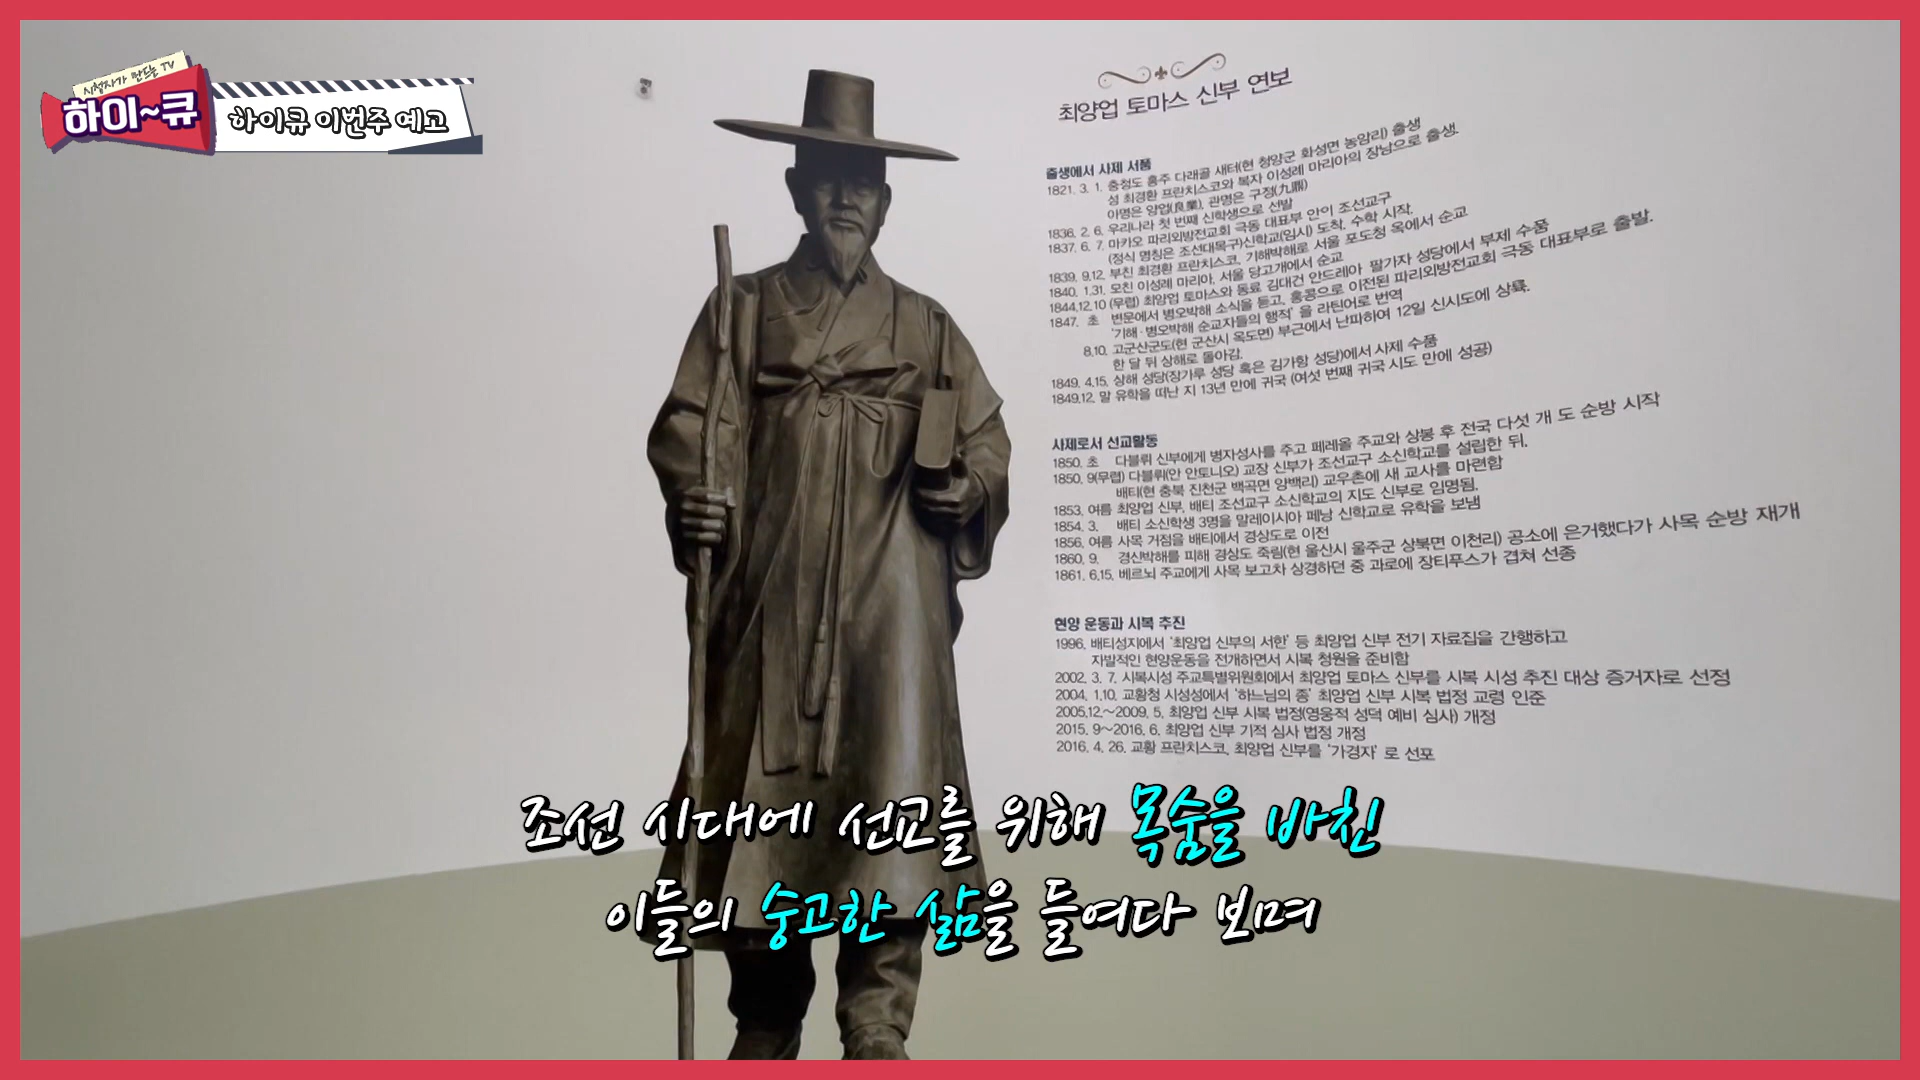 시청자가 만드는 TV
하이~큐
하이큐 이번주 예고
최양업 토마스 신부 연보
출생에서 사제 서품
1821. 3. 1. 충청도 홍주 다래골 새터(현 청양군 화성면 농암리) 출생
성 최경환 프란치스코와 복자 이성례 마리아의 장남으로 출생.
아명은 양업(良業), 관명은 구정(九鼎)
1836. 2. 6. 우리나라 첫 번째 신학생으로 선발
1837. 6. 7. 마카오 파리외방전교회 극동 대표부 안이 조선교구
(정식 명칭은 조선대목구)신학교(임시) 도착. 수학 시작.
1839. 9.12. 부친 최경환 프란치스코, 기해박해로 서울 포도청 옥에서 순교
1840. 1.31. 모친 이성례 마리아, 서울 당고개에서 순교
1844.12.10 (무렵) 최양업 토마스와 동료 김대건 안드레아 팔가자 성당에서 부제 수품
1847. 초 변문에서 병오박해 소식을 듣고, 홍콩으로 이전된 파리외방전교회 극동 대표부로 출발.
'기해·병오박해 순교자들의 행적' 을 라틴어로 번역
8.10. 고군산군도(현 군산시 옥도면) 부근에서 난파하여 12일 신시도에 상륙.
한 달 뒤 상해로 돌아감.
1849. 4.15. 상해 성당(장가루 성당 혹은 김가항 성당)에서 사제 수품
1849.12. 말 유학을 떠난 지 13년 만에 귀국 (여섯 번째 귀국 시도 만에 성공)
사제로서 선교활동
1850. 초 다블뤼 신부에게 병자성사를 주고 페레올 주교와 상봉 후 전국 다섯 개 도 순방 시작
1850. 9(무렵) 다블뤼(안 안토니오) 교장 신부가 조선교구 소신학교를 설립한 뒤,
배티(현 충북 진천군 백곡면 양백리) 교우촌에 새 교사를 마련함
1853. 여름 최양업 신부, 배티 조선교구 소신학교의 지도 신부로 임명됨.
1854. 3. 배티 소신학생 3명을 말레이시아 페낭 신학교로 유학을 보냄
1856. 여름 사목 거점을 배티에서 경상도로 이전
1860. 9. 경신박해를 피해 경상도 죽림(현 울산시 울주군 상북면 이천리) 공소에 은거했다가 사목 순방 재개
1861. 6.15. 베르뇌 주교에게 사목 보고차 상경하던 중 과로에 장티푸스가 겹쳐 선종
현양 운동과 시복 추진
1996. 배티성지에서 '최양업 신부의 서한' 등 최양업 신부 전기 자료집을 간행하고
자발적인 현양운동을 전개하면서 시복 청원을 준비함
2002. 3. 7. 시복시성 주교특별위원회에서 최양업 토마스 신부를 시복 시성 추진 대상 증거자로 선정
2004. 1.10. 교황청 시성성에서 '하느님의 종' 최양업 신부 시복 법정 교령 인준
2005.12.~2009. 5. 최양업 신부 시복 법정(영웅적 성덕 예비 심사) 개정
2015. 9~2016. 6. 최양업 신부 기적 심사 법정 개정
2016. 4. 26. 교황 프란치스코, 최양업 신부를 '가경자' 로 선포
조선 시대에 선교를 위해 목숨을 바친
이들의 숭고한 삶을 들여다 보며